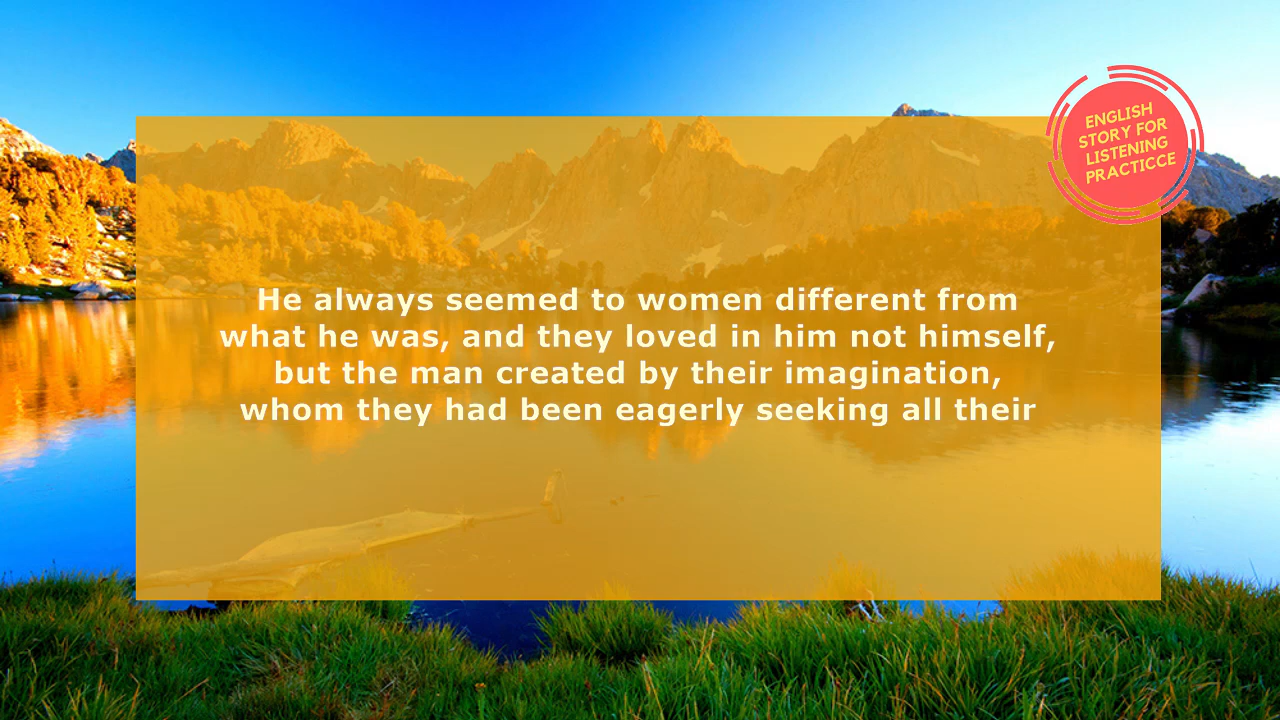 ENGLISH
STORY FOR
LISTENING
PRACTICCE
He always seemed to women different from
what he was, and they loved in him not himself,
but the man created by their imagination,
whom they had been eagerly seeking all their